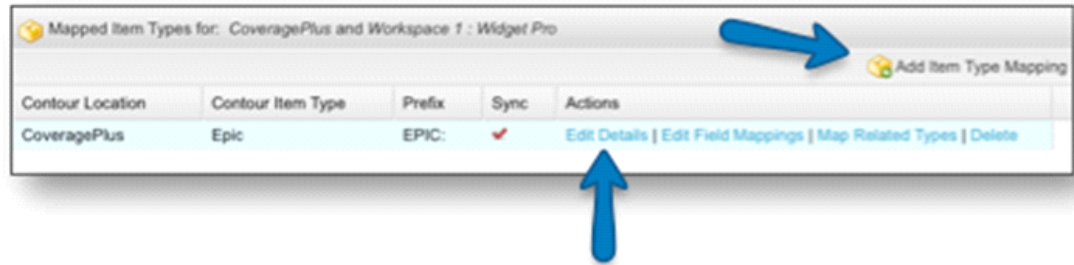 Mapped Item Types for: CoveragePlus and Workspace 1 : Widget Pro
Add Item Type Mapping
Contour Location Contour Item Type Prefix Sync Actions
CoveragePlus Epic EPIC: Edit Details | Edit Field Mappings | Map Related Types | Delete